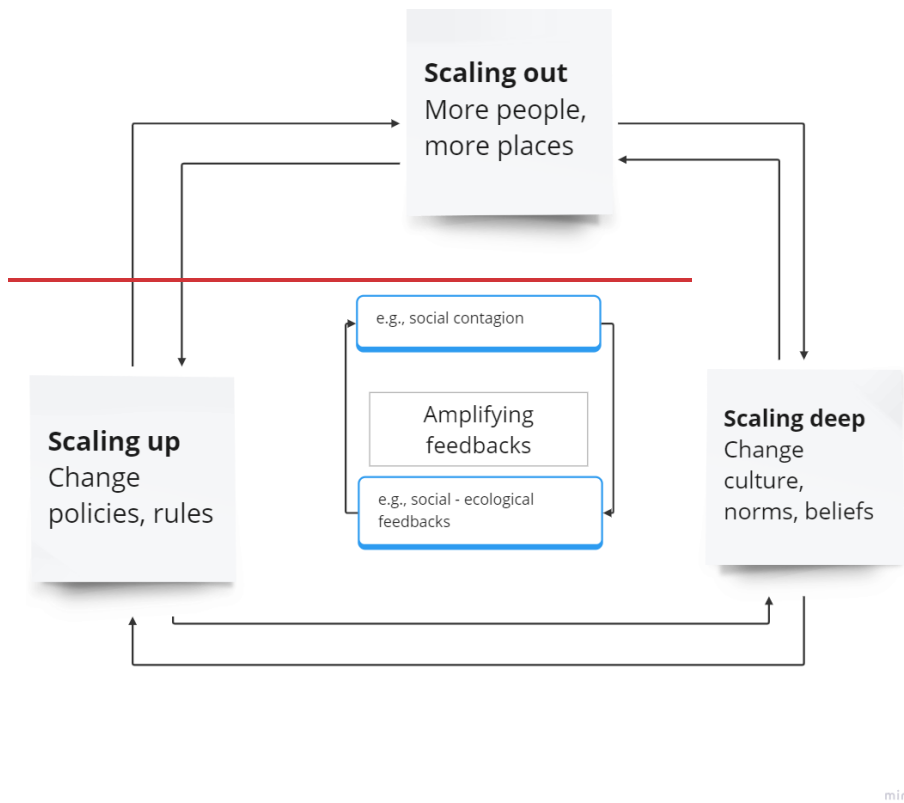 Scaling out
More people,
more places
e.g., social contagion
Amplifying
feedbacks
Scaling up
Change
policies, rules
Scaling deep
Change
culture,
norms, beliefs
e.g., social - ecological
feedbacks